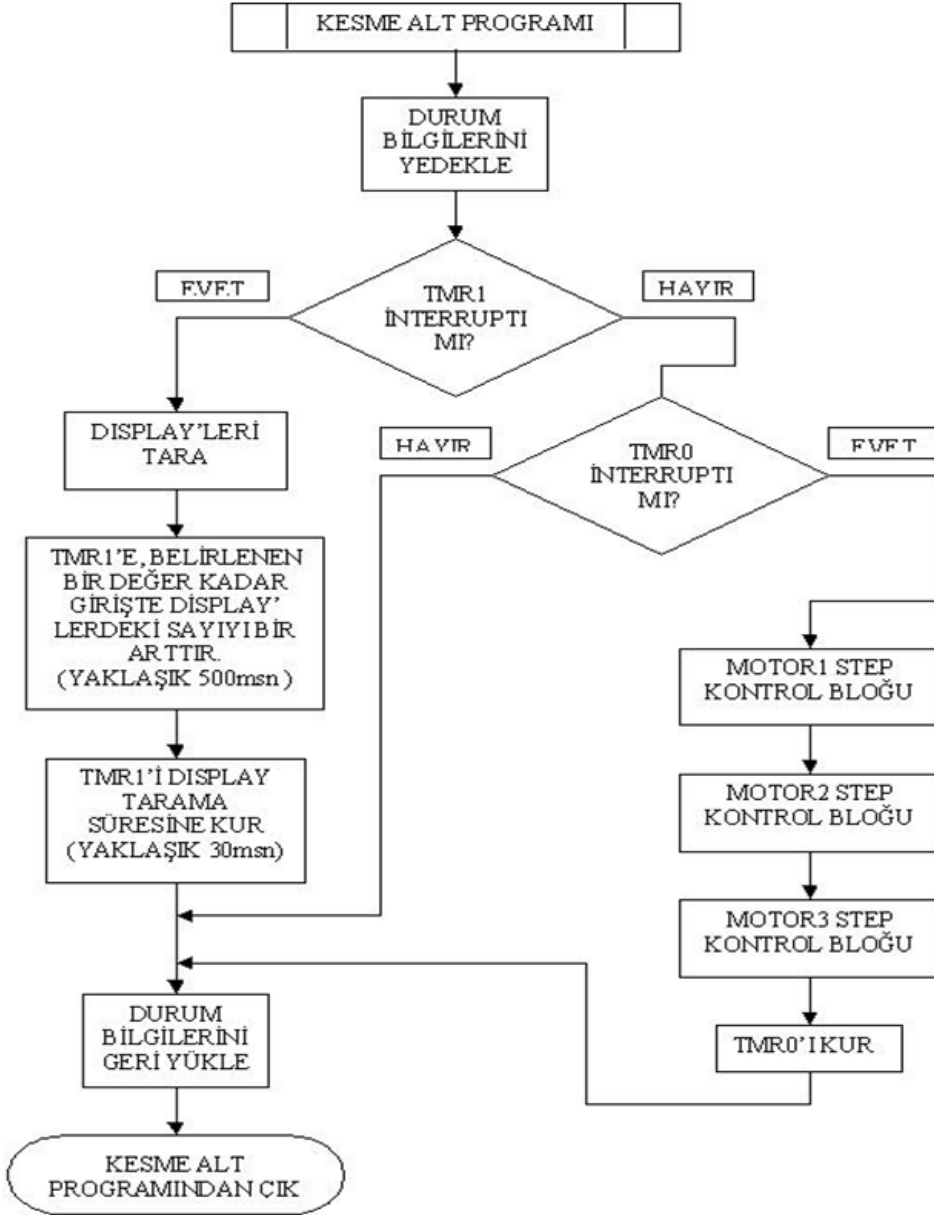 KESME ALT PROGRAMI
DURUM
BİLGİLERİNİ
YEDEKLE
EVET
HAYIR
TMR1
İNTERRUPTI
MI?
DISPLAY'LERİ
TARA
HAYIR
EVET
TMR0
İNTERRUPTI
MI?
TMR1'E, BELİRLENEN
BİR DEĞER KADAR
GİRİŞTE DİSPLAY'
LERDEKİ SAYIYI BİR
ARTTIR.
(YAKLAŞIK 500msn )
MOTOR1 STEP
KONTROL BLOĞU
TMR1'İ DISPLAY
TARAMA
SÜRESİNE KUR
(YAKLAŞIK 30msn)
MOTOR2 STEP
KONTROL BLOĞU
MOTOR3 STEP
KONTROL BLOĞU
DURUM
BİLGİLERİNİ
GERİ YÜKLE
TMR0'I KUR
KESME ALT
PROGRAMINDAN ÇIK